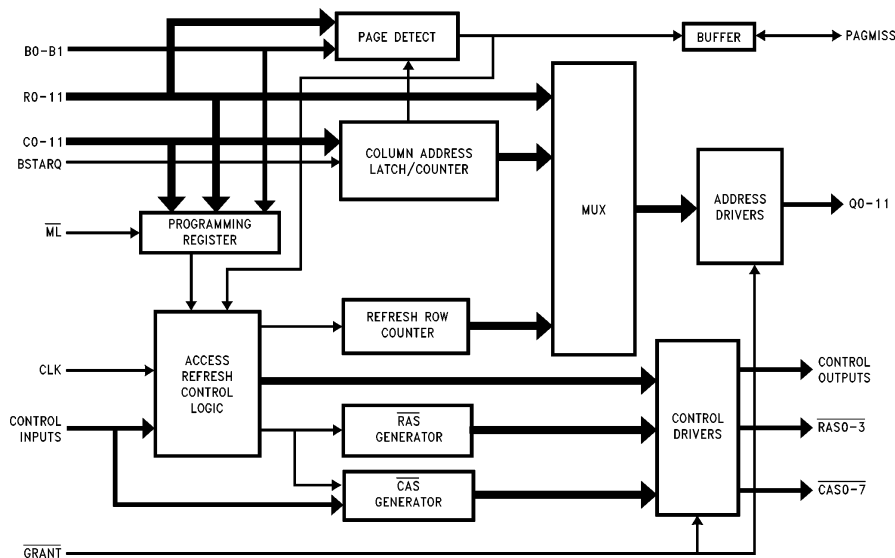 B0-B1
PAGE DETECT
BUFFER
PAGMISS
R0-11
C0-11
BSTARQ
COLUMN ADDRESS
LATCH/COUNTER
MUX
ADDRESS
DRIVERS
Q0-11
ML
PROGRAMMING
REGISTER
REFRESH ROW
COUNTER
CLK
ACCESS
REFRESH
CONTROL
LOGIC
CONTROL
OUTPUTS
CONTROL
INPUTS
RAS
GENERATOR
CONTROL
DRIVERS
RAS0-3
CAS
GENERATOR
CAS0-7
GRANT